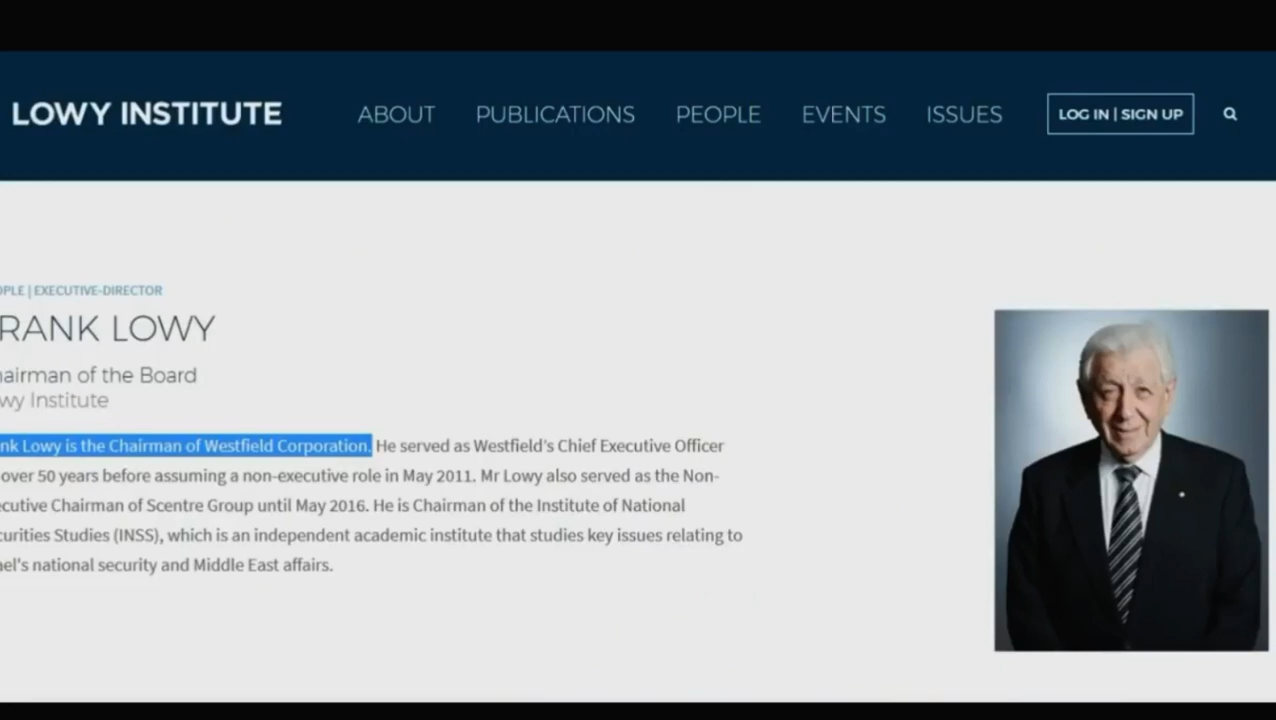 LOWY INSTITUTE
ABOUT
PUBLICATIONS
PEOPLE
EVENTS
ISSUES
LOG IN | SIGN UP
OPLE | EXECUTIVE-DIRECTOR
RANK LOWY
hairman of the Board
wy Institute
nk Lowy is the Chairman of Westfield Corporation. He served as Westfield's Chief Executive Officer
over 50 years before assuming a non-executive role in May 2011. Mr Lowy also served as the Non-
ecutive Chairman of Scentre Group until May 2016. He is Chairman of the Institute of National
curities Studies (INSS), which is an independent academic institute that studies key issues relating to
ael's national security and Middle East affairs.